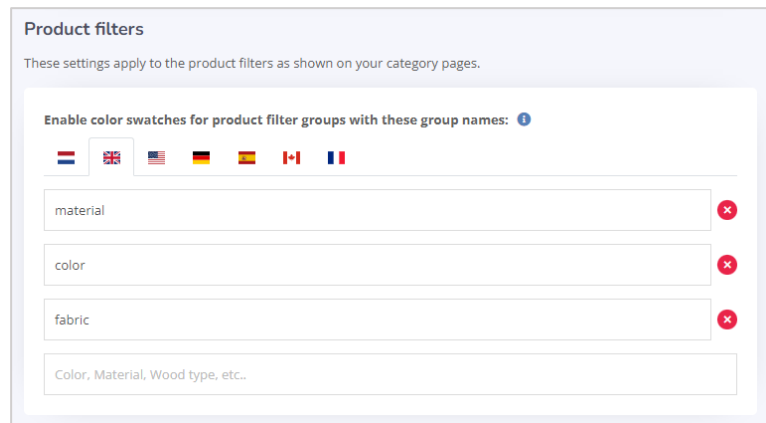 Product filters
These settings apply to the product filters as shown on your category pages.
Enable color swatches for product filter groups with these group names:
material
color
fabric
Color, Material, Wood type, etc..